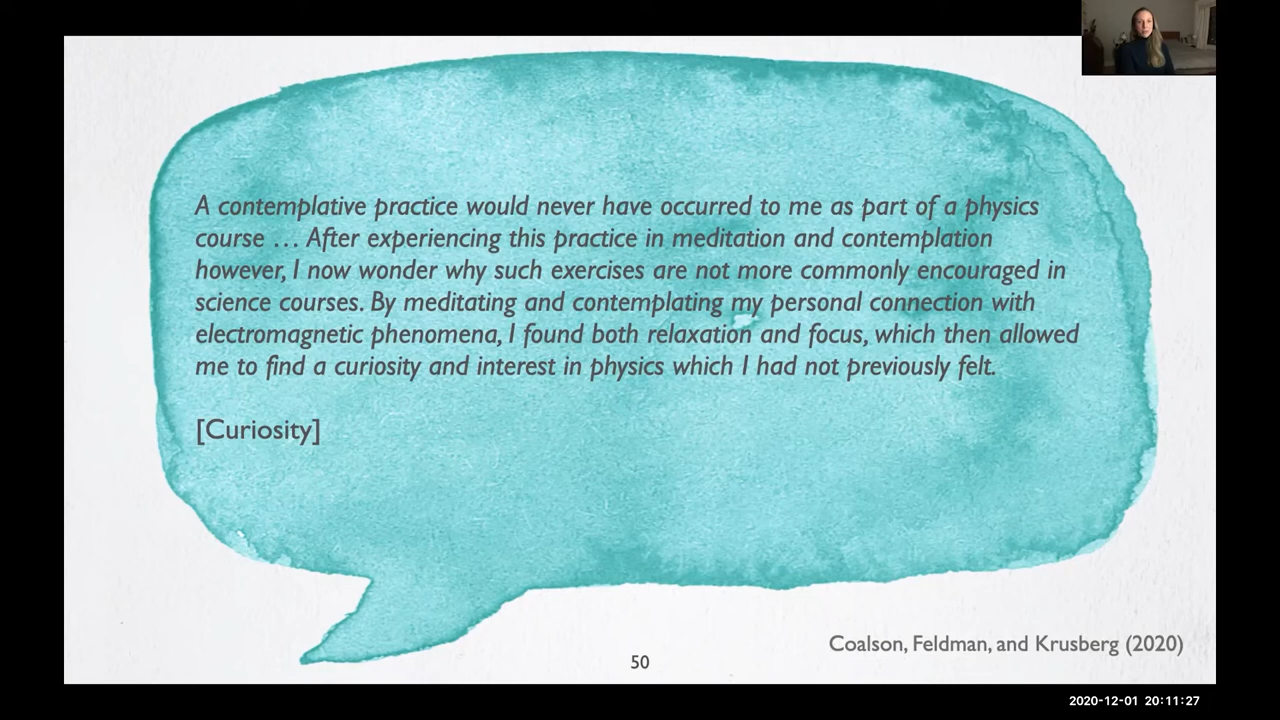 A contemplative practice would never have occurred to me as part of a physics
course … After experiencing this practice in meditation and contemplation
however, I now wonder why such exercises are not more commonly encouraged in
science courses. By meditating and contemplating my personal connection with
electromagnetic phenomena, I found both relaxation and focus, which then allowed
me to find a curiosity and interest in physics which I had not previously felt.
[Curiosity]
Coalson, Feldman, and Krusberg (2020)
50
2020-12-01 20:11:27